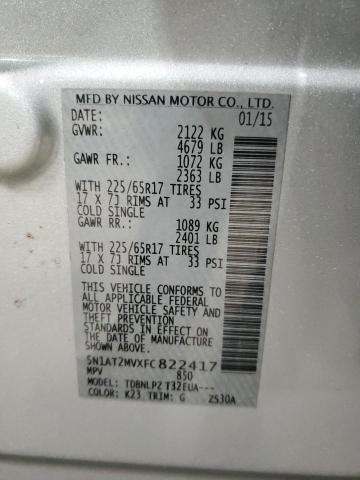 MFD BY NISSAN MOTOR CO., LTD.
DATE: 01/15
GVWR: 2122 KG
4679 LB
GAWR FR.: 1072 KG
2363 LB
WITH 225/65R17 TIRES
17 X 7J RIMS AT 33 PSI
COLD SINGLE
GAWR RR.: 1089 KG
2401 LB
WITH 225/65R17 TIRES
17 X 7J RIMS AT 33 PSI
COLD SINGLE
THIS VEHICLE CONFORMS TO
ALL APPLICABLE FEDERAL
MOTOR VEHICLE SAFETY
STANDARDS IN EFFECT ON
THE DATE OF MANUFACTURE
SHOWN ABOVE.
5N1AT2MVXFC822417
MPV 850
MODEL: TDBNLPZ T32EUA---
COLOR: K23 TRIM: G ZS30A